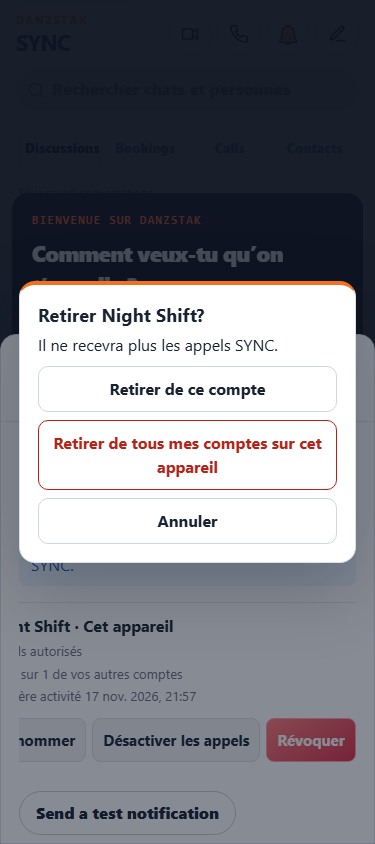 DANZSTAK
SYNC
Rechercher chats et personnes
Discussions
Bookings
Calls
Contacts
BIENVENUE SUR DANZSTAK
Comment veux-tu qu’on
Retirer Night Shift?
Il ne recevra plus les appels SYNC.
Retirer de ce compte
Retirer de tous mes comptes sur cet
appareil
Annuler
SYNC.
ht Shift · Cet appareil
ls autorisés
sur 1 de vos autres comptes
ère activité 17 nov. 2026, 21:57
nommer
Désactiver les appels
Révoquer
Send a test notification